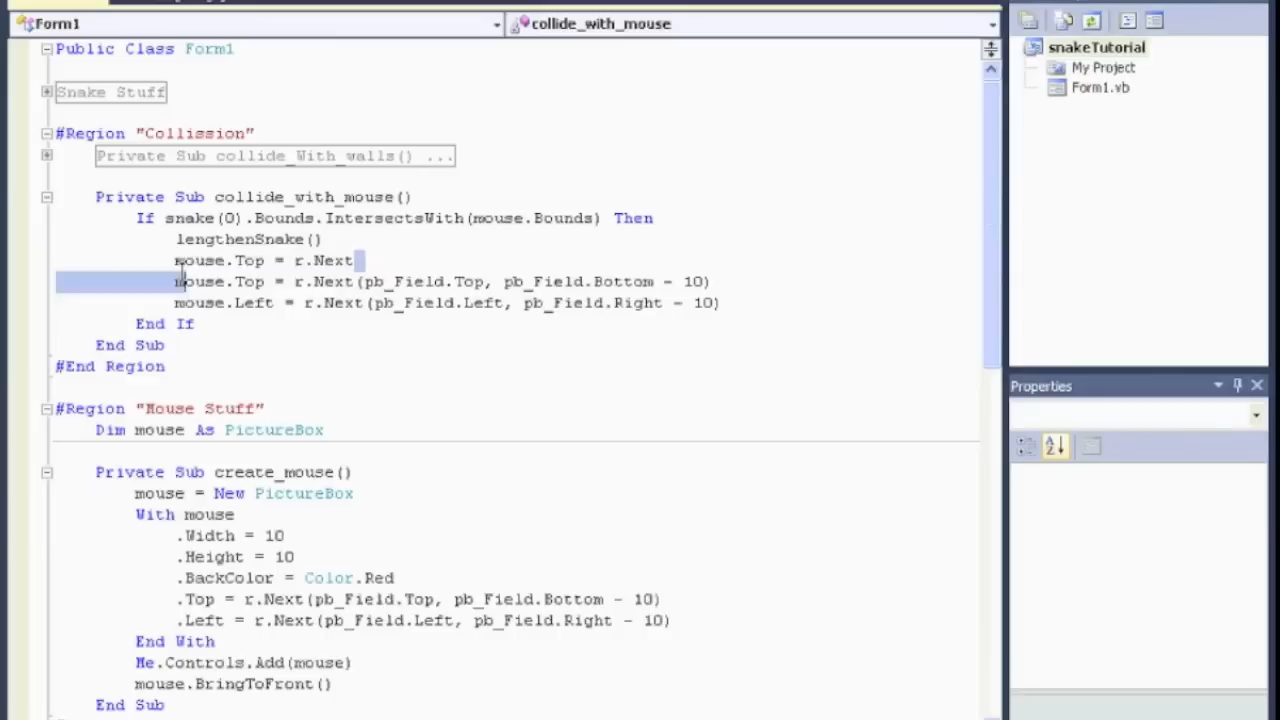 Form1
collide_with_mouse
Public Class Form1
Snake Stuff
#Region "Collission"
Private Sub collide_With_walls() ...
Private Sub collide_with_mouse()
If snake(0).Bounds.IntersectsWith(mouse.Bounds) Then
lengthenSnake()
mouse.Top = r.Next
mouse.Top = r.Next(pb_Field.Top, pb_Field.Bottom - 10)
mouse.Left = r.Next(pb_Field.Left, pb_Field.Right - 10)
End If
End Sub
#End Region
#Region "Mouse Stuff"
Dim mouse As PictureBox
Private Sub create_mouse()
mouse = New PictureBox
With mouse
.Width = 10
.Height = 10
.BackColor = Color.Red
.Top = r.Next(pb_Field.Top, pb_Field.Bottom - 10)
.Left = r.Next(pb_Field.Left, pb_Field.Right - 10)
End With
Me.Controls.Add(mouse)
mouse.BringToFront()
End Sub
snakeTutorial
My Project
Form1.vb
Properties